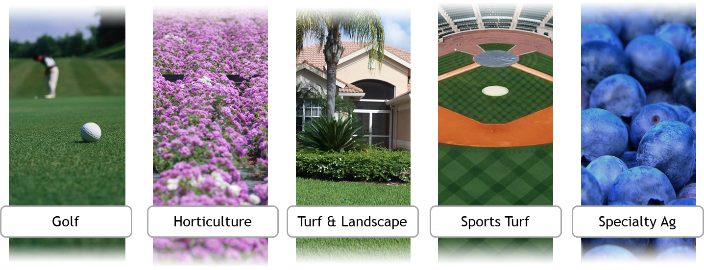 Golf
Horticulture
Turf & Landscape
Sports Turf
Specialty Ag